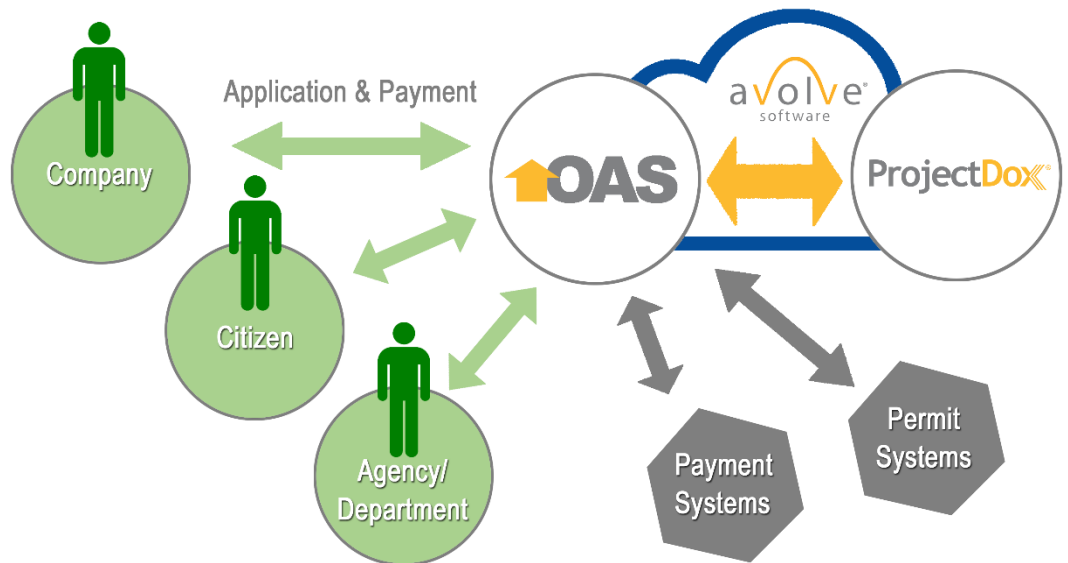 Application & Payment
Company
Citizen
Agency/
Department
avolve®
software
OAS
ProjectDox®
Payment
Systems
Permit
Systems